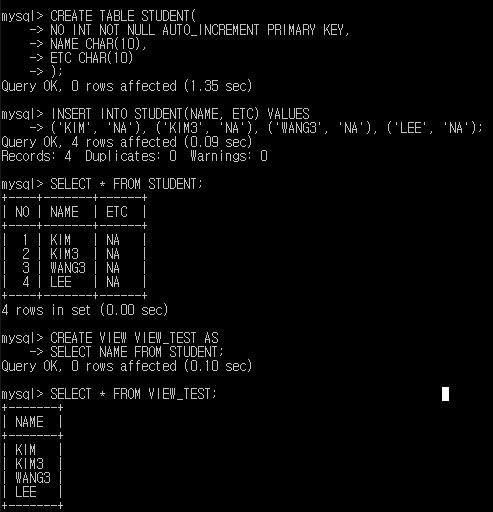 mysql> CREATE TABLE STUDENT(
    -> NO INT NOT NULL AUTO_INCREMENT PRIMARY KEY,
    -> NAME CHAR(10),
    -> ETC CHAR(10)
    -> );
Query OK, 0 rows affected (1.35 sec)

mysql> INSERT INTO STUDENT(NAME, ETC) VALUES
    -> ('KIM', 'NA'), ('KIM3', 'NA'), ('WANG3', 'NA'), ('LEE', 'NA');
Query OK, 4 rows affected (0.09 sec)
Records: 4  Duplicates: 0  Warnings: 0

mysql> SELECT * FROM STUDENT;
+----+-------+------+
| NO | NAME  | ETC  |
+----+-------+------+
|  1 | KIM   | NA   |
|  2 | KIM3  | NA   |
|  3 | WANG3 | NA   |
|  4 | LEE   | NA   |
+----+-------+------+
4 rows in set (0.00 sec)

mysql> CREATE VIEW VIEW_TEST AS
    -> SELECT NAME FROM STUDENT;
Query OK, 0 rows affected (0.10 sec)

mysql> SELECT * FROM VIEW_TEST;
+-------+
| NAME  |
+-------+
| KIM   |
| KIM3  |
| WANG3 |
| LEE   |
+-------+